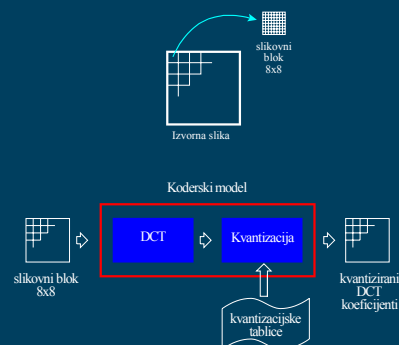 slikovni
blok
8x8
Izvorna slika
Koderski model
DCT
Kvantizacija
slikovni blok
8x8
kvantizirani
DCT
koeficijenti
kvantizacijske
tablice